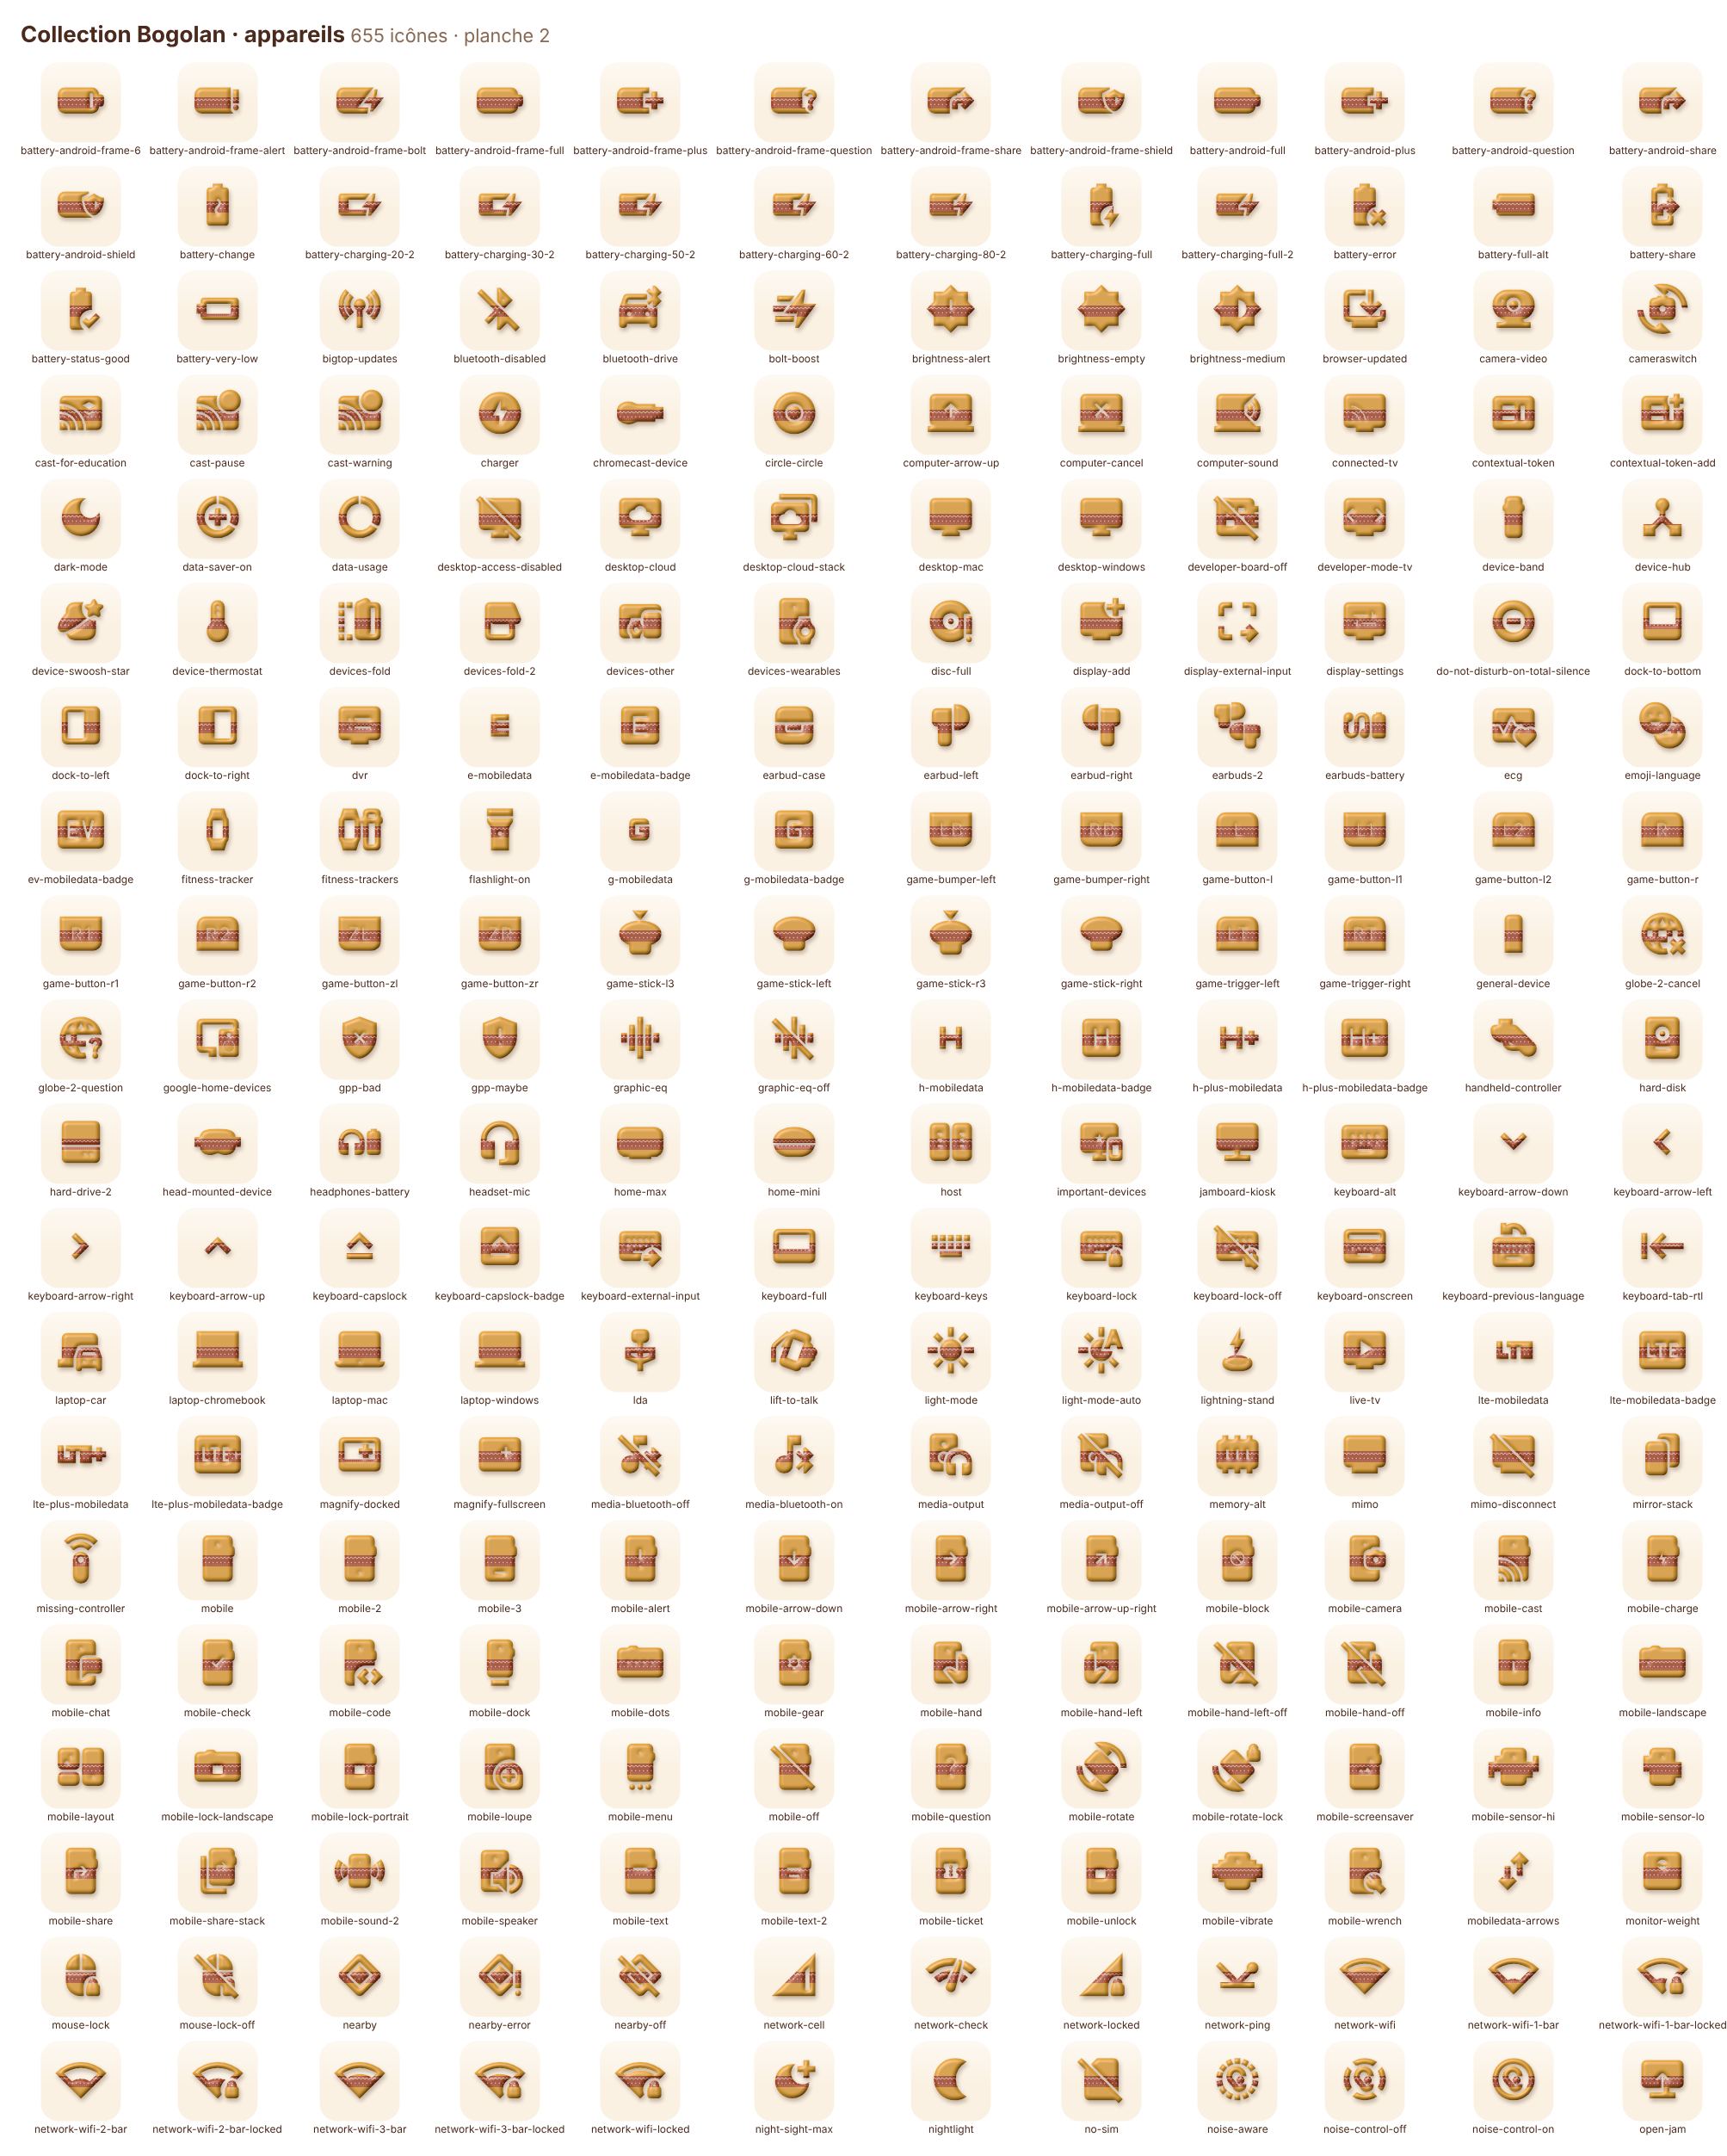 Collection Bogolan · appareils 655 icônes · planche 2
battery-android-frame-6 battery-android-frame-alert battery-android-frame-bolt battery-android-frame-full battery-android-frame-plus battery-android-frame-question battery-android-frame-share battery-android-frame-shield battery-android-full battery-android-plus battery-android-question battery-android-share
battery-android-shield battery-change battery-charging-20-2 battery-charging-30-2 battery-charging-50-2 battery-charging-60-2 battery-charging-80-2 battery-charging-full battery-charging-full-2 battery-error battery-full-alt battery-share
battery-status-good battery-very-low bigtop-updates bluetooth-disabled bluetooth-drive bolt-boost brightness-alert brightness-empty brightness-medium browser-updated camera-video cameraswitch
cast-for-education cast-pause cast-warning charger chromecast-device circle-circle computer-arrow-up computer-cancel computer-sound connected-tv contextual-token contextual-token-add
dark-mode data-saver-on data-usage desktop-access-disabled desktop-cloud desktop-cloud-stack desktop-mac desktop-windows developer-board-off developer-mode-tv device-band device-hub
device-swoosh-star device-thermostat devices-fold devices-fold-2 devices-other devices-wearables disc-full display-add display-external-input display-settings do-not-disturb-on-total-silence dock-to-bottom
dock-to-left dock-to-right dvr e-mobiledata e-mobiledata-badge earbud-case earbud-left earbud-right earbuds-2 earbuds-battery ecg emoji-language
EV G G LB RB L L1 L2 R
ev-mobiledata-badge fitness-tracker fitness-trackers flashlight-on g-mobiledata g-mobiledata-badge game-bumper-left game-bumper-right game-button-l game-button-l1 game-button-l2 game-button-r
R1 R2 ZL ZR LT RT
game-button-r1 game-button-r2 game-button-zl game-button-zr game-stick-l3 game-stick-left game-stick-r3 game-stick-right game-trigger-left game-trigger-right general-device globe-2-cancel
H H H+ H+
globe-2-question google-home-devices gpp-bad gpp-maybe graphic-eq graphic-eq-off h-mobiledata h-mobiledata-badge h-plus-mobiledata h-plus-mobiledata-badge handheld-controller hard-disk
hard-drive-2 head-mounted-device headphones-battery headset-mic home-max home-mini host important-devices jamboard-kiosk keyboard-alt keyboard-arrow-down keyboard-arrow-left
keyboard-arrow-right keyboard-arrow-up keyboard-capslock keyboard-capslock-badge keyboard-external-input keyboard-full keyboard-keys keyboard-lock keyboard-lock-off keyboard-onscreen keyboard-previous-language keyboard-tab-rtl
A LTE LTE
laptop-car laptop-chromebook laptop-mac laptop-windows lda lift-to-talk light-mode light-mode-auto lightning-stand live-tv lte-mobiledata lte-mobiledata-badge
LTE+ LTE+
lte-plus-mobiledata lte-plus-mobiledata-badge magnify-docked magnify-fullscreen media-bluetooth-off media-bluetooth-on media-output media-output-off memory-alt mimo mimo-disconnect mirror-stack
missing-controller mobile mobile-2 mobile-3 mobile-alert mobile-arrow-down mobile-arrow-right mobile-arrow-up-right mobile-block mobile-camera mobile-cast mobile-charge
mobile-chat mobile-check mobile-code mobile-dock mobile-dots mobile-gear mobile-hand mobile-hand-left mobile-hand-left-off mobile-hand-off mobile-info mobile-landscape
mobile-layout mobile-lock-landscape mobile-lock-portrait mobile-loupe mobile-menu mobile-off mobile-question mobile-rotate mobile-rotate-lock mobile-screensaver mobile-sensor-hi mobile-sensor-lo
mobile-share mobile-share-stack mobile-sound-2 mobile-speaker mobile-text mobile-text-2 mobile-ticket mobile-unlock mobile-vibrate mobile-wrench mobiledata-arrows monitor-weight
mouse-lock mouse-lock-off nearby nearby-error nearby-off network-cell network-check network-locked network-ping network-wifi network-wifi-1-bar network-wifi-1-bar-locked
network-wifi-2-bar network-wifi-2-bar-locked network-wifi-3-bar network-wifi-3-bar-locked network-wifi-locked night-sight-max nightlight no-sim noise-aware noise-control-off noise-control-on open-jam